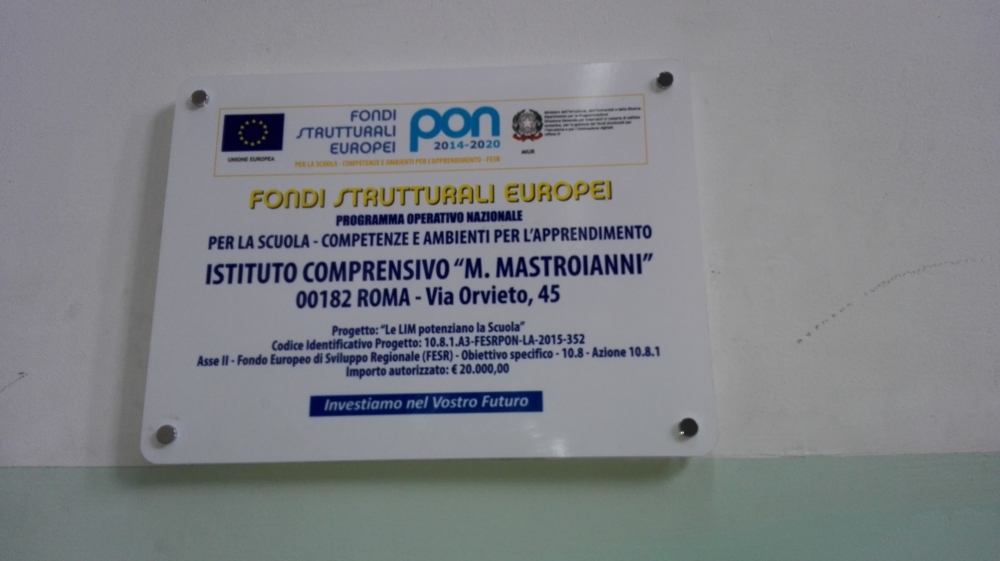 UNIONE EUROPEA
FONDI
STRUTTURALI
EUROPEI
pon
2014-2020
PER LA SCUOLA - COMPETENZE E AMBIENTI PER L'APPRENDIMENTO - FESR
MIUR
FONDI STRUTTURALI EUROPEI
PROGRAMMA OPERATIVO NAZIONALE
PER LA SCUOLA - COMPETENZE E AMBIENTI PER L'APPRENDIMENTO
ISTITUTO COMPRENSIVO "M. MASTROIANNI"
00182 ROMA - Via Orvieto, 45
Progetto: "Le LIM potenziano la Scuola"
Codice Identificativo Progetto: 10.8.1.A3-FESRPON-LA-2015-352
Asse II - Fondo Europeo di Sviluppo Regionale (FESR) - Obiettivo specifico - 10.8 - Azione 10.8.1
Importo autorizzato: € 20.000,00
Investiamo nel Vostro Futuro